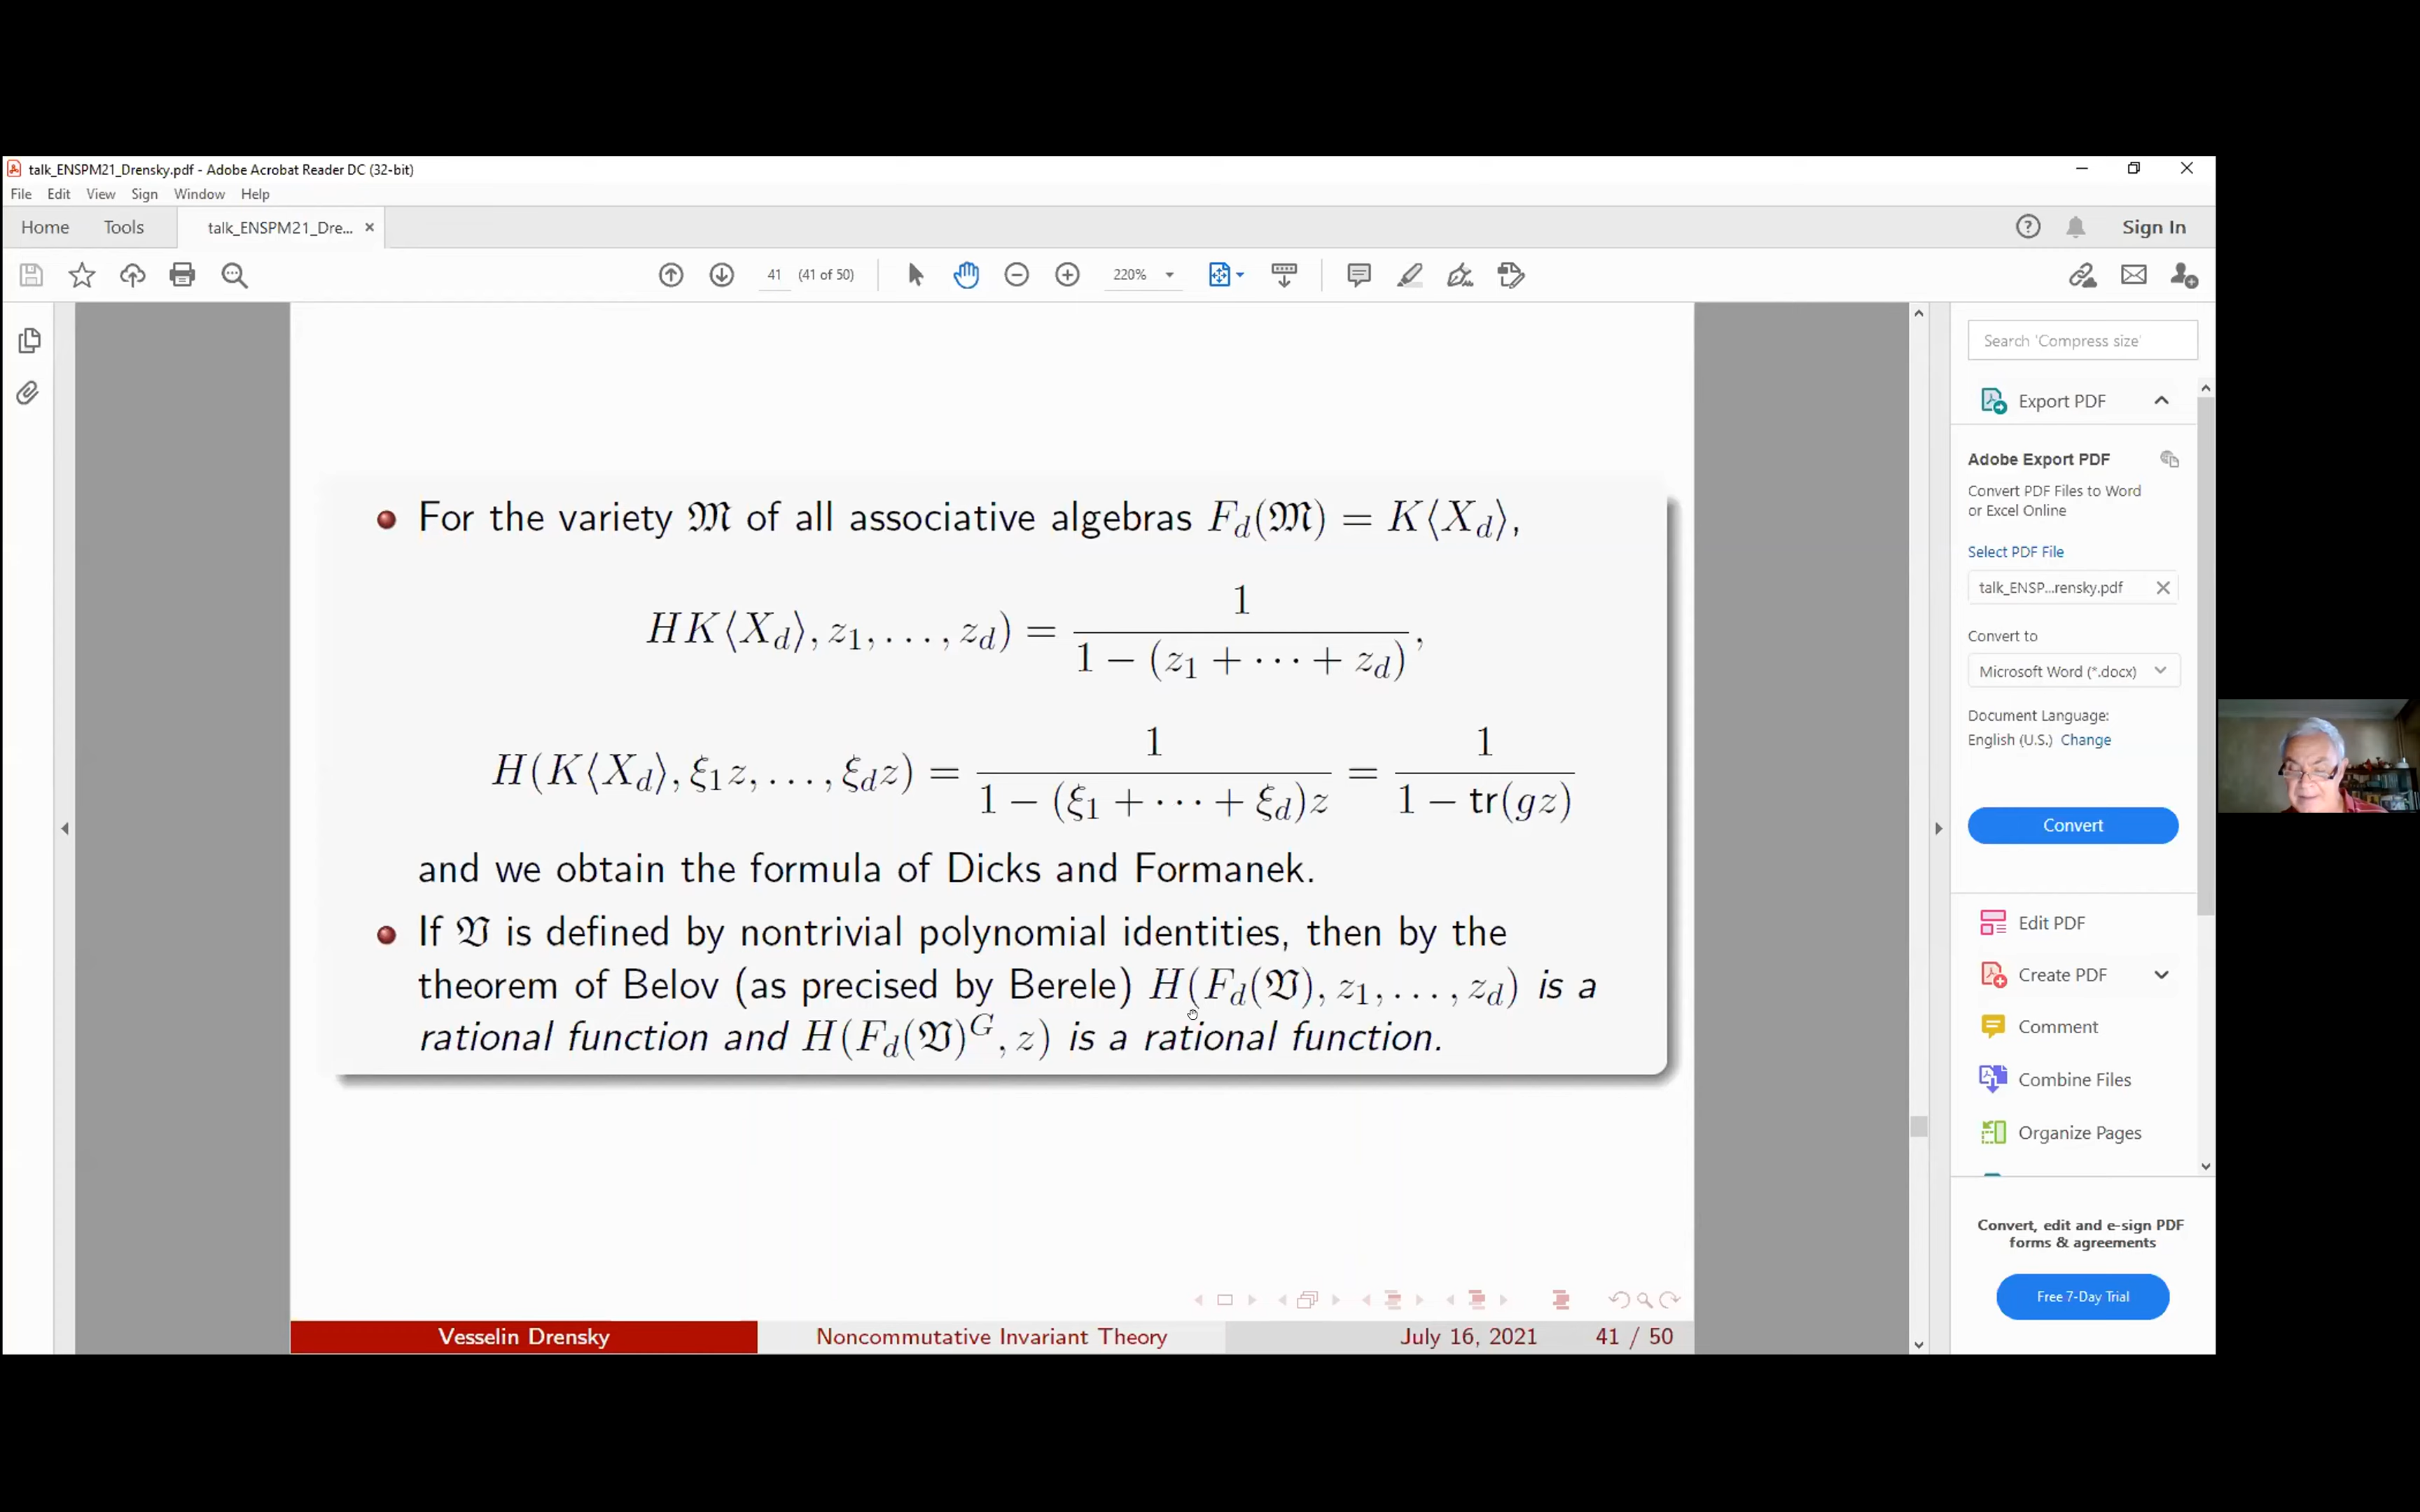 talk_ENSPM21_Drensky.pdf - Adobe Acrobat Reader DC (32-bit)
File Edit View Sign Window Help
Home Tools talk_ENSPM21_Dre... × Sign In
41 (41 of 50) 220%
• For the variety 𝔐 of all associative algebras F_d(𝔐) = K⟨X_d⟩,
HK⟨X_d⟩, z_1, . . . , z_d) = 1 / (1 − (z_1 + · · · + z_d)),
H(K⟨X_d⟩, ξ_1z, . . . , ξ_dz) = 1 / (1 − (ξ_1 + · · · + ξ_d)z) = 1 / (1 − tr(gz))
and we obtain the formula of Dicks and Formanek.
• If 𝔙 is defined by nontrivial polynomial identities, then by the
theorem of Belov (as precised by Berele) H(F_d(𝔙), z_1, . . . , z_d) is a
rational function and H(F_d(𝔙)^G, z) is a rational function.
Vesselin Drensky Noncommutative Invariant Theory July 16, 2021 41 / 50
Search 'Compress size'
Export PDF
Adobe Export PDF
Convert PDF Files to Word
or Excel Online
Select PDF File
talk_ENSP...rensky.pdf
Convert to
Microsoft Word (*.docx)
Document Language:
English (U.S.) Change
Convert
Edit PDF
Create PDF
Comment
Combine Files
Organize Pages
Convert, edit and e-sign PDF
forms & agreements
Free 7-Day Trial